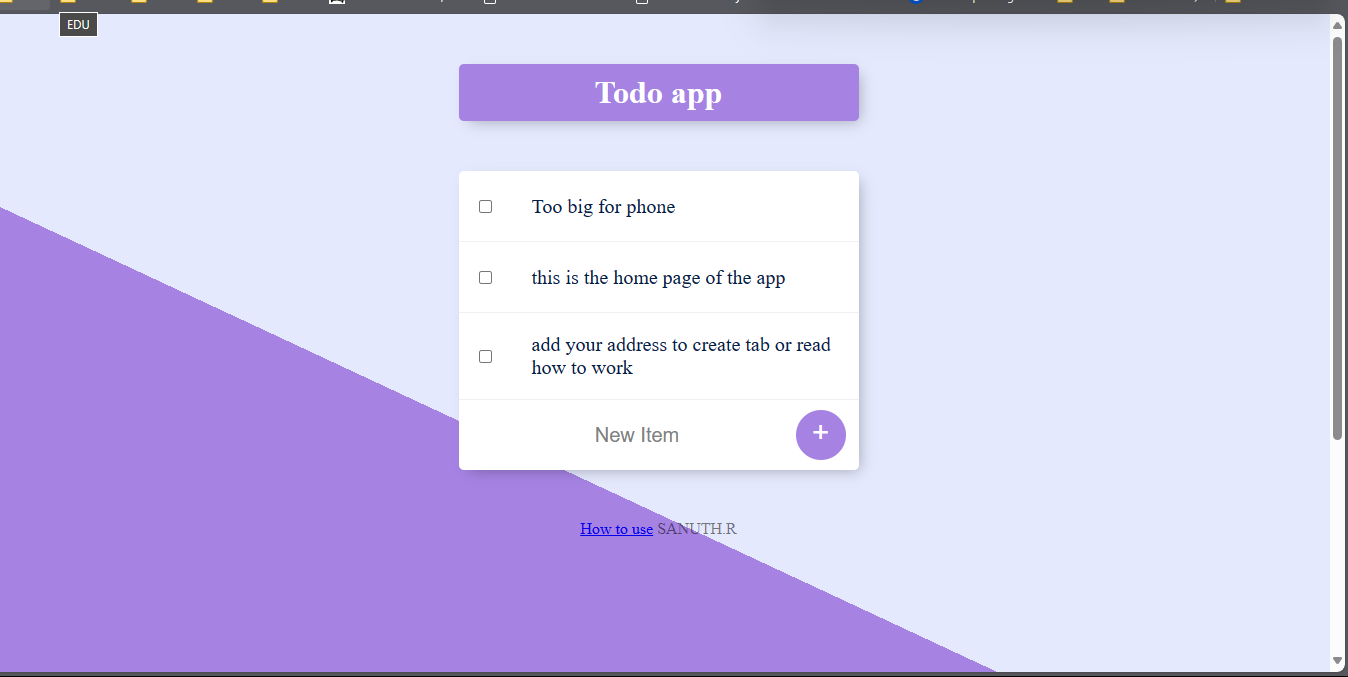 EDU
Todo app
Too big for phone
this is the home page of the app
add your address to create tab or read
how to work
New Item
+
How to use SANUTH.R